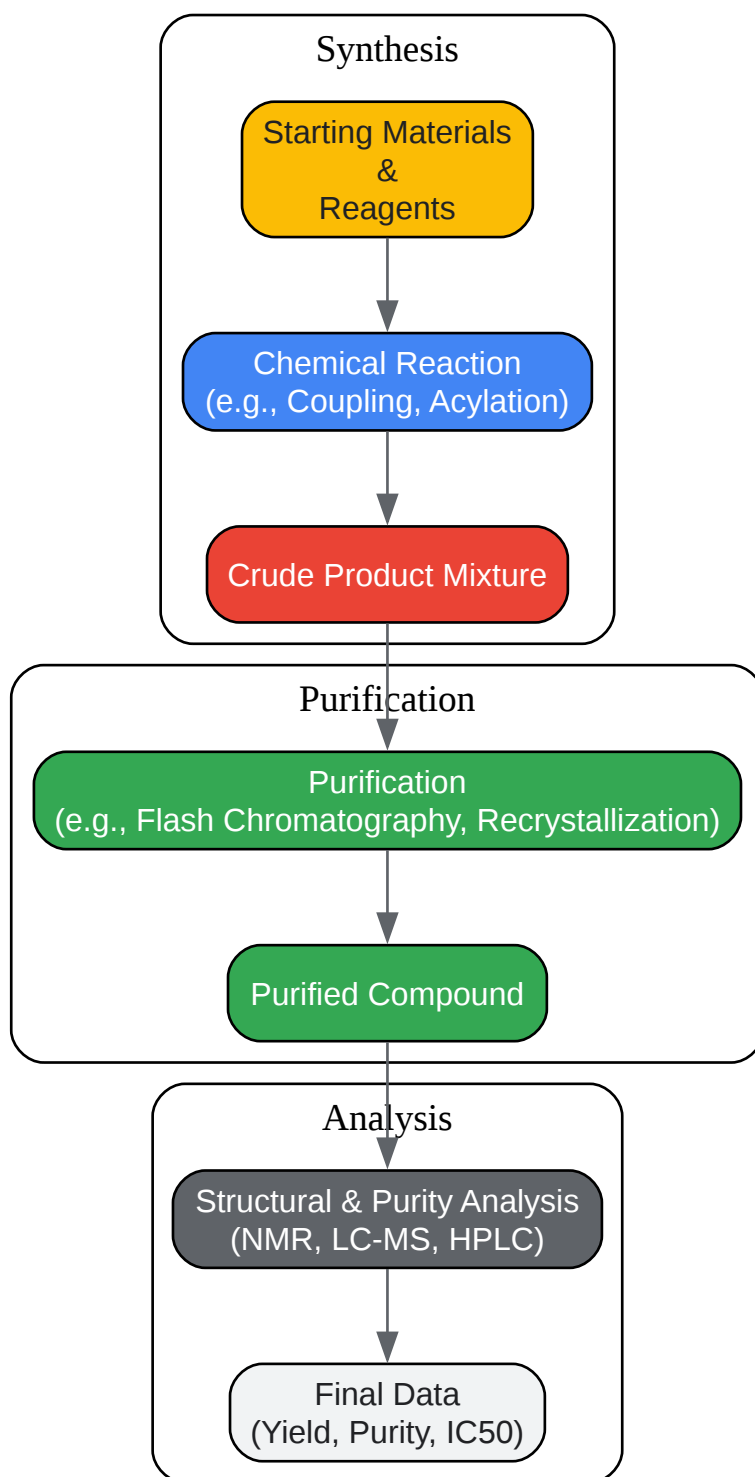 Synthesis
Starting Materials
&
Reagents
Chemical Reaction
(e.g., Coupling, Acylation)
Crude Product Mixture
Purification
Purification
(e.g., Flash Chromatography, Recrystallization)
Purified Compound
Analysis
Structural & Purity Analysis
(NMR, LC-MS, HPLC)
Final Data
(Yield, Purity, IC50)